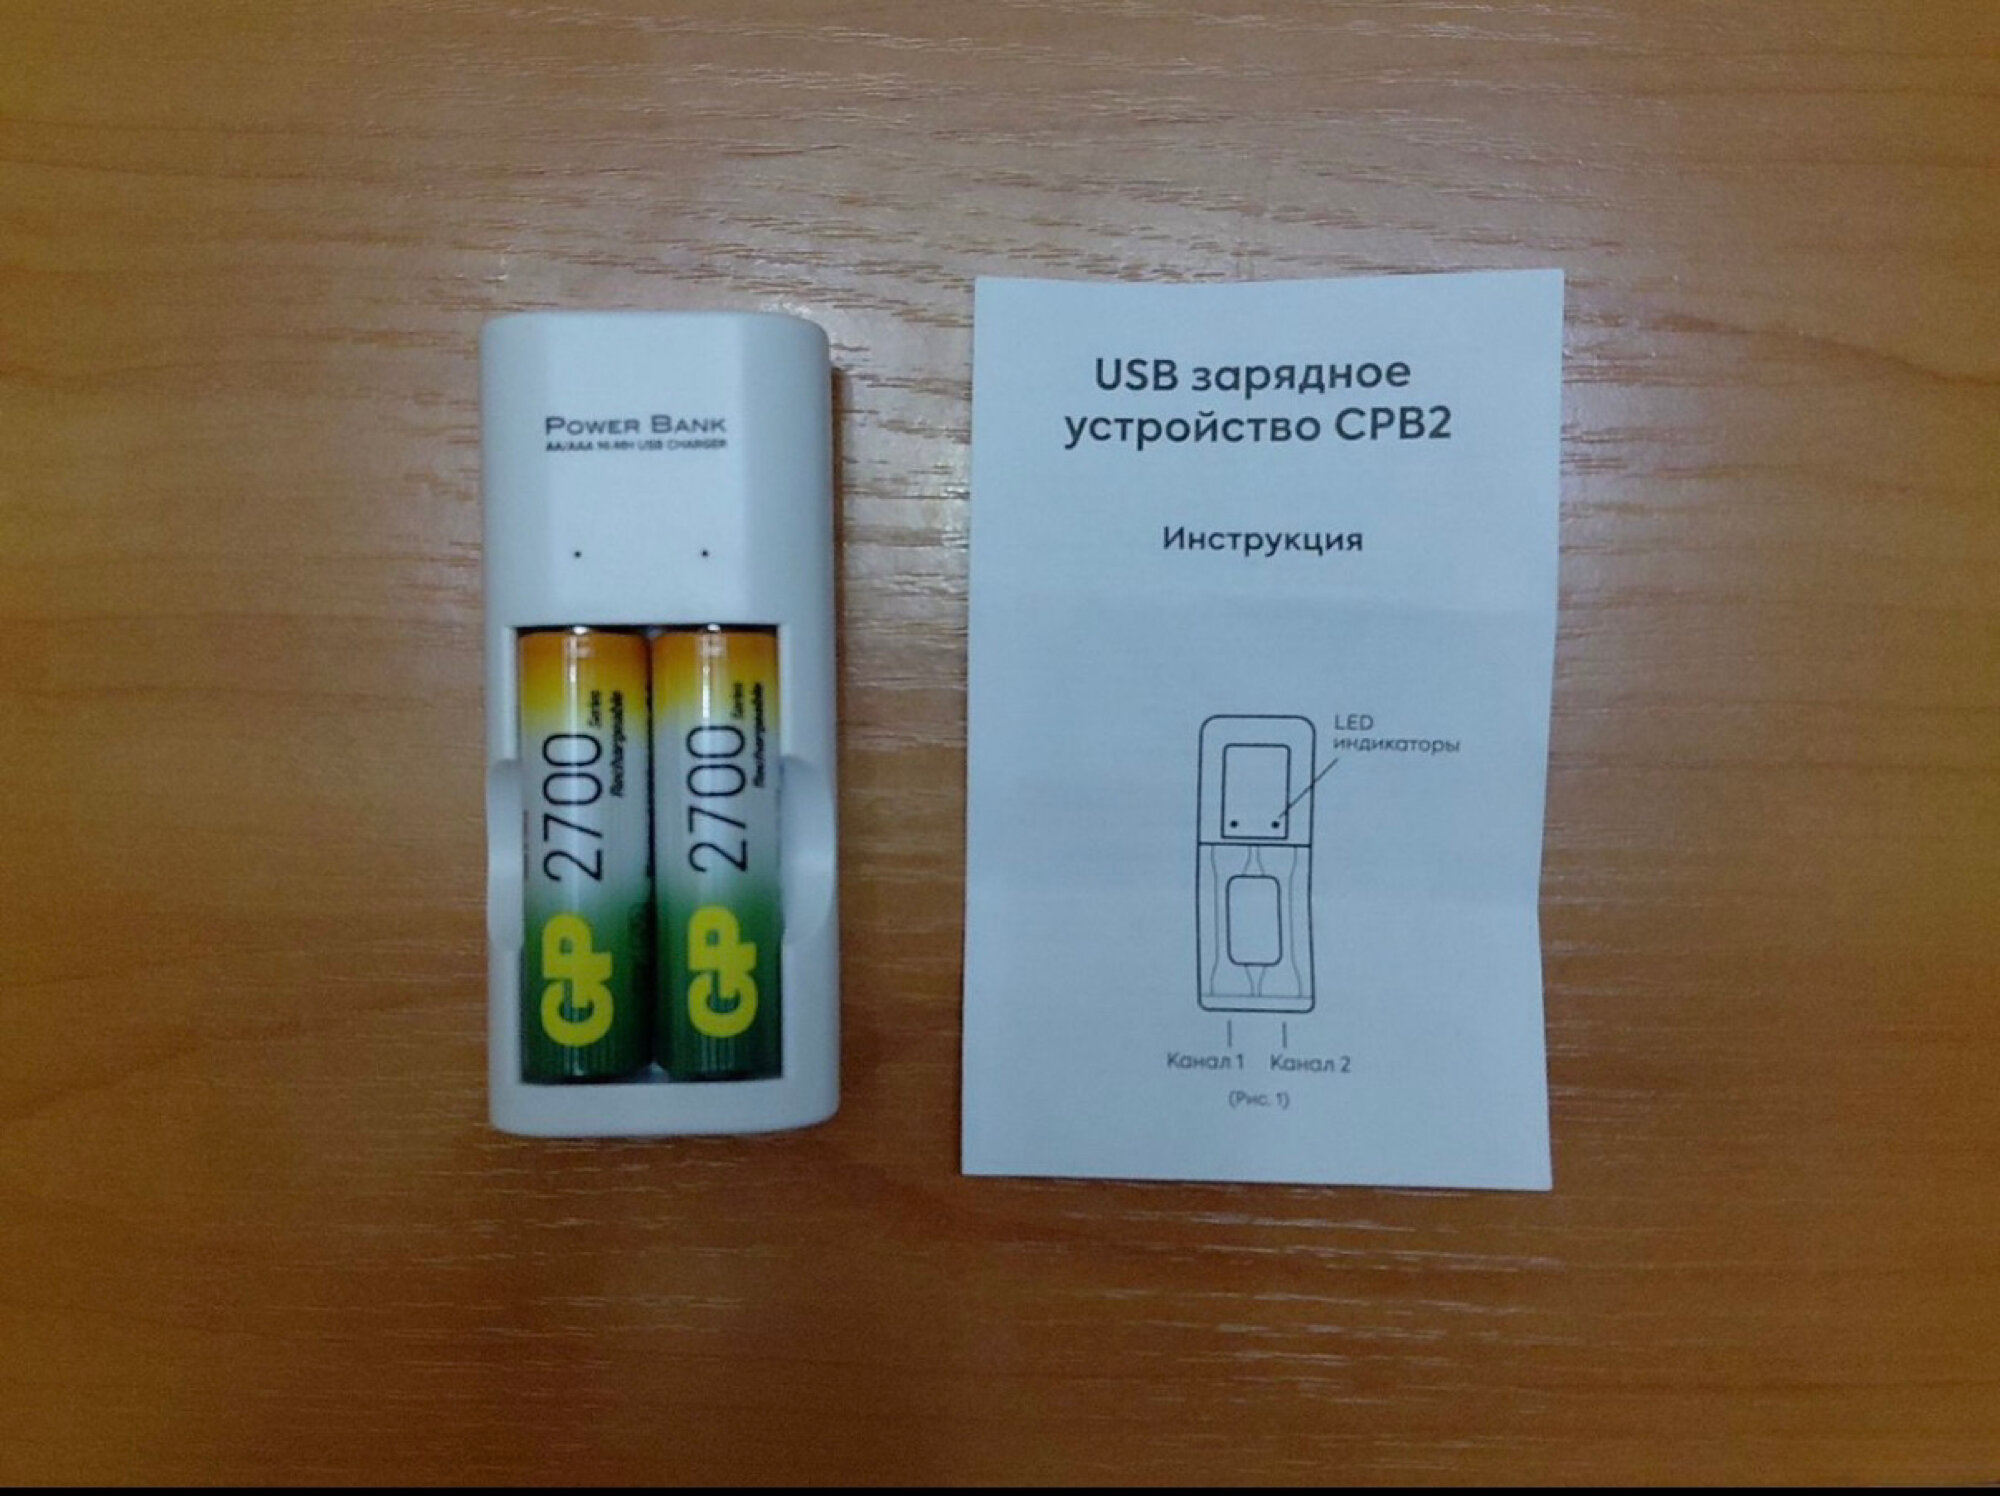 POWER BANK
AA/AAA NI-MH USB CHARGER
GP 2700 Series
Rechargeable
GP 2700 Series
Rechargeable
USB зарядное
устройство CPB2
Инструкция
LED
индикаторы
Канал 1 Канал 2
(Рис. 1)